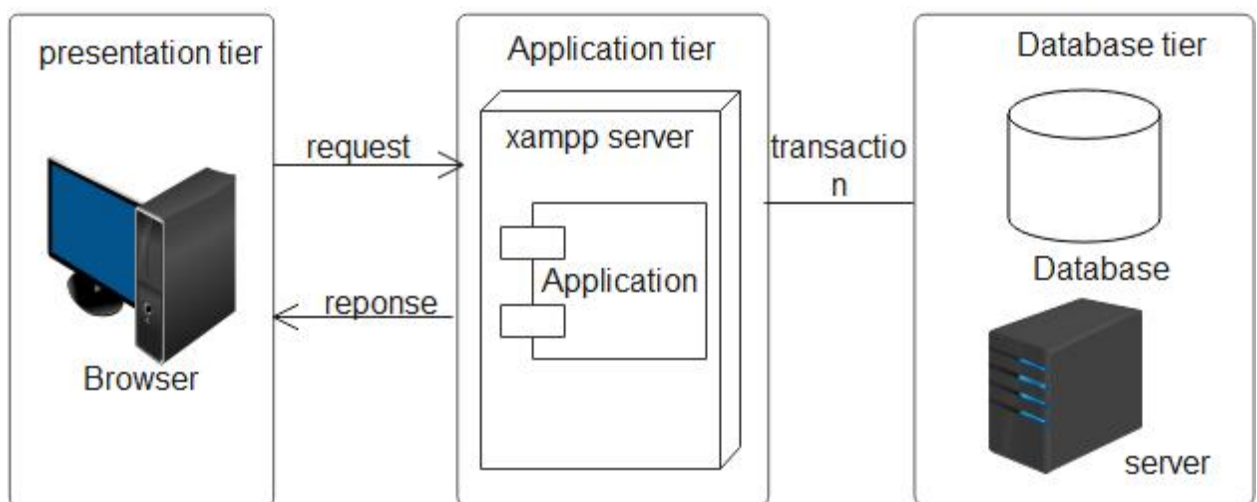 presentation tier
Browser
request
reponse
Application tier
xampp server
Application
transactio
n
Database tier
Database
server